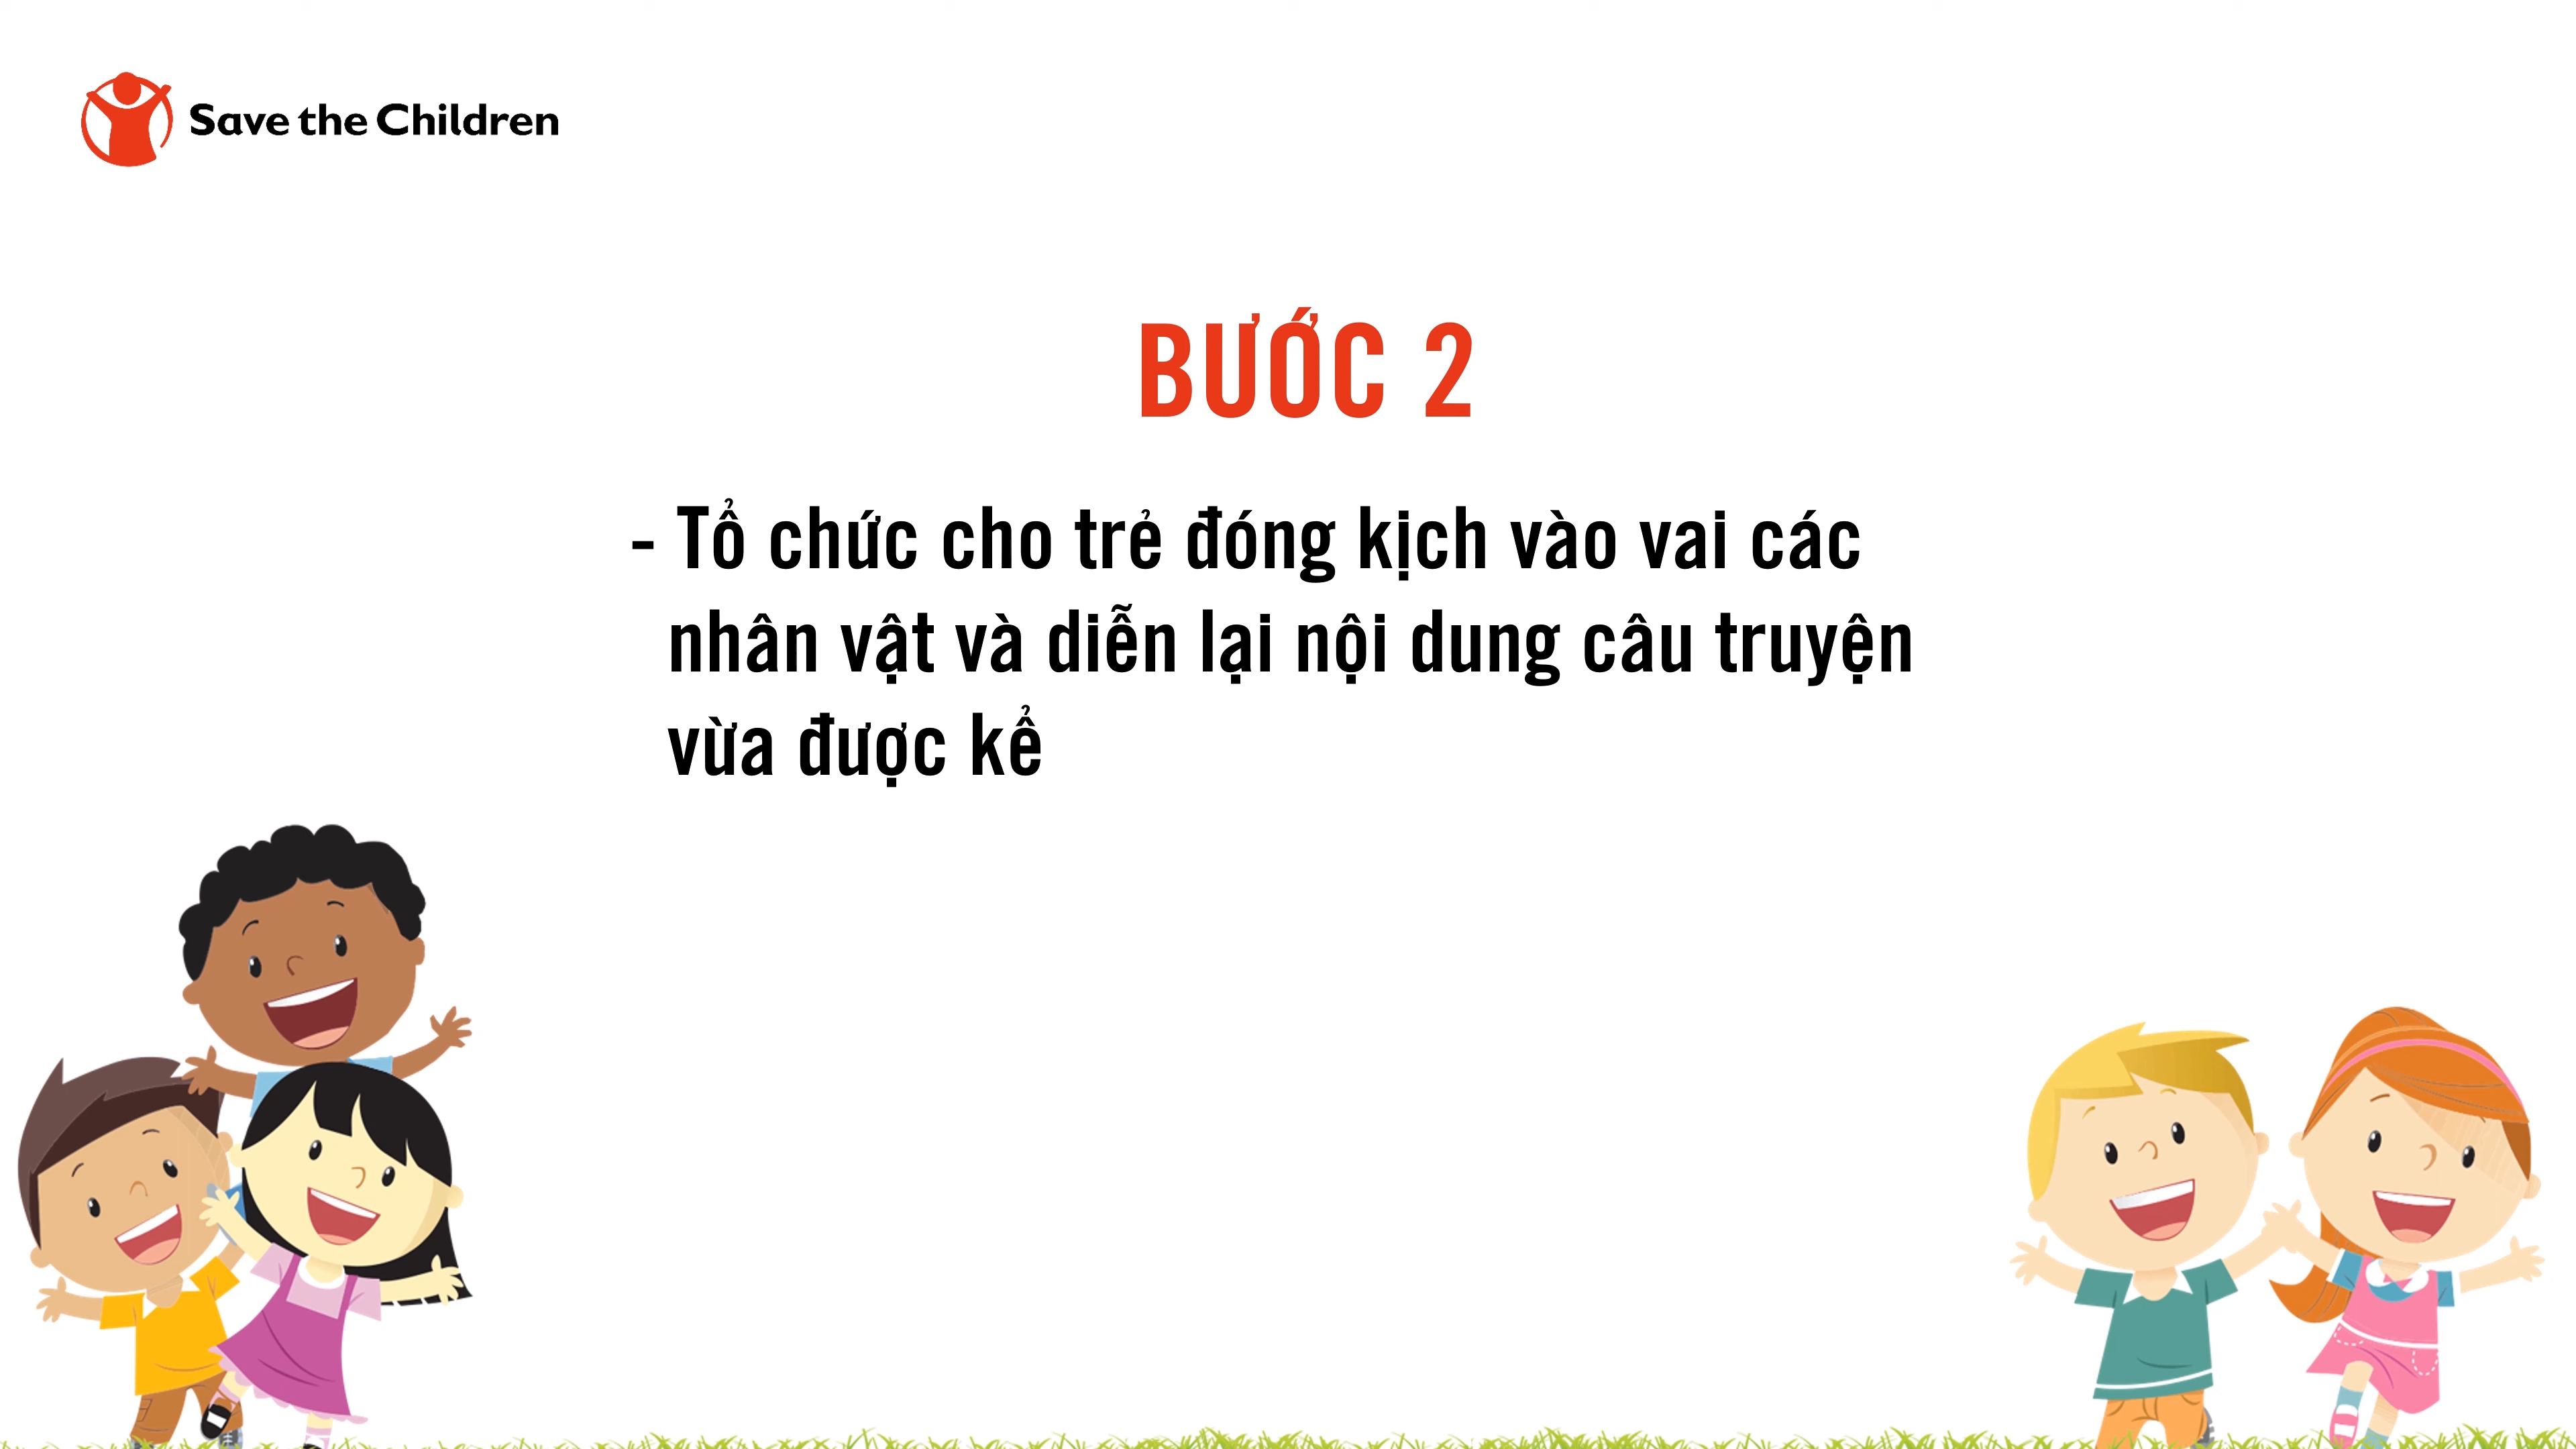 Save the Children
BƯỚC 2
- Tổ chức cho trẻ đóng kịch vào vai các
nhân vật và diễn lại nội dung câu truyện
vừa được kể